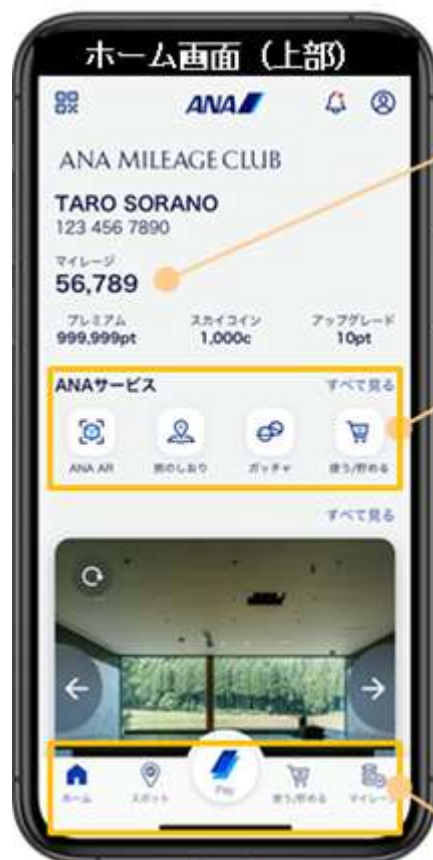 ホーム画面（上部）
ANA
ANA MILEAGE CLUB
TARO SORANO
123 456 7890
マイレージ
56,789
プレミアム スカイコイン アップグレード
999,999pt 1,000c 10pt
ANAサービス すべて見る
ANA AR 旅のしおり ガッチャ 使う/貯める
すべて見る
ホーム スポット Pay 使う/貯める マイレージ